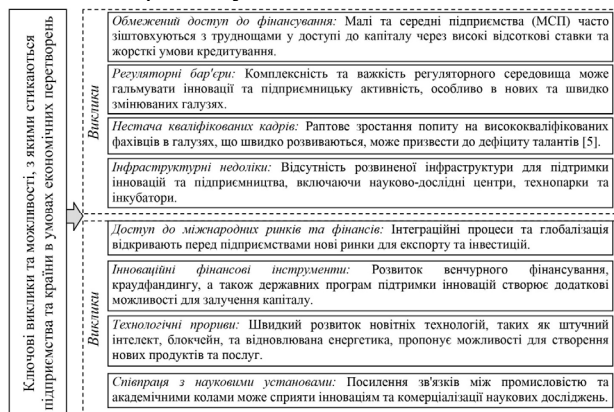 Ключові виклики та можливості, з якими стикаються
підприємства та країни в умовах економічних перетворень
Виклики
Обмежений доступ до фінансування: Малі та середні підприємства (МСП) часто
зіштовхуються з труднощами у доступі до капіталу через високі відсоткові ставки та
жорсткі умови кредитування.
Регуляторні бар'єри: Комплексність та важкість регуляторного середовища може
гальмувати інновації та підприємницьку активність, особливо в нових та швидко
змінюваних галузях.
Нестача кваліфікованих кадрів: Раптове зростання попиту на висококваліфікованих
фахівців в галузях, що швидко розвиваються, може призвести до дефіциту талантів [5].
Інфраструктурні недоліки: Відсутність розвиненої інфраструктури для підтримки
інновацій та підприємництва, включаючи науково-дослідні центри, технопарки та
інкубатори.
Виклики
Доступ до міжнародних ринків та фінансів: Інтеграційні процеси та глобалізація
відкривають перед підприємствами нові ринки для експорту та інвестицій.
Інноваційні фінансові інструменти: Розвиток венчурного фінансування,
краудфандингу, а також державних програм підтримки інновацій створює додаткові
можливості для залучення капіталу.
Технологічні прориви: Швидкий розвиток новітніх технологій, таких як штучний
інтелект, блокчейн, та відновлювана енергетика, пропонує можливості для створення
нових продуктів та послуг.
Співпраця з науковими установами: Посилення зв'язків між промисловістю та
академічними колами може сприяти інноваціям та комерціалізації наукових досліджень.